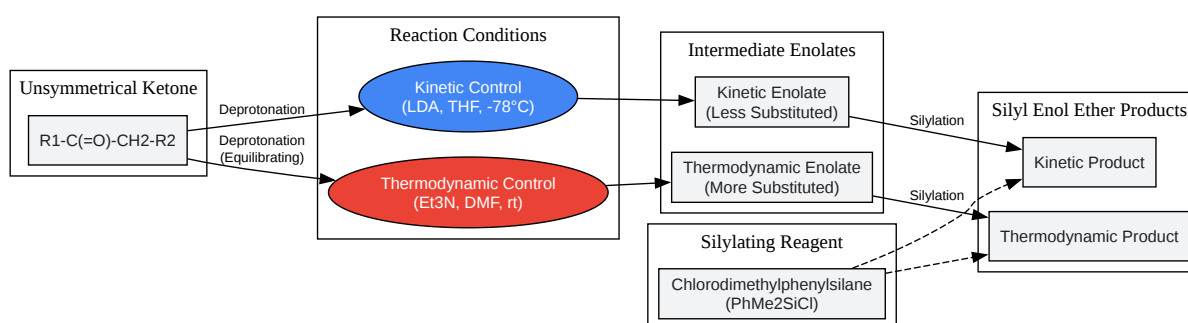 Unsymmetrical Ketone
R1-C(=O)-CH2-R2
Deprotonation
Deprotonation
(Equilibrating)
Reaction Conditions
Kinetic Control
(LDA, THF, -78°C)
Thermodynamic Control
(Et3N, DMF, rt)
Intermediate Enolates
Kinetic Enolate
(Less Substituted)
Thermodynamic Enolate
(More Substituted)
Silylating Reagent
Chlorodimethylphenylsilane
(PhMe2SiCl)
Silylation
Silylation
Silyl Enol Ether Products
Kinetic Product
Thermodynamic Product